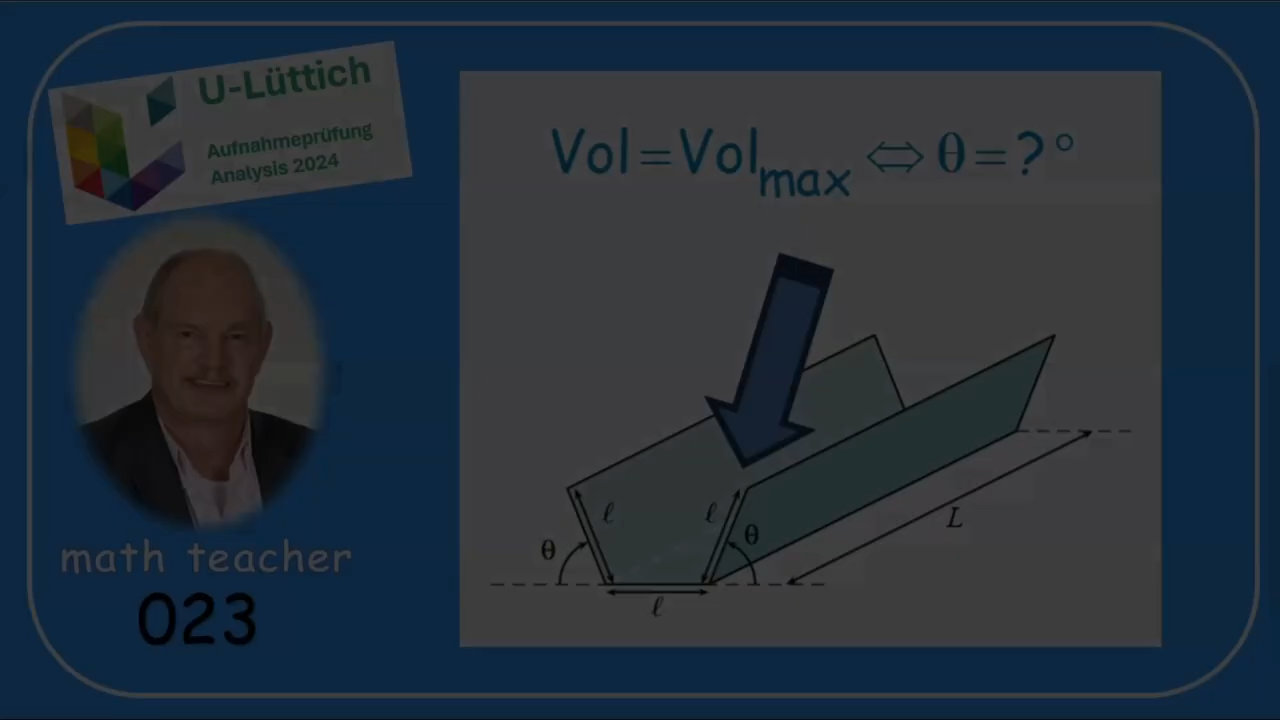 U-Lüttich
Aufnahmeprüfung
Analysis 2024
Vol=Vol_max ⇔ θ=?°
math teacher
023
θ
ℓ
ℓ
θ
ℓ
L